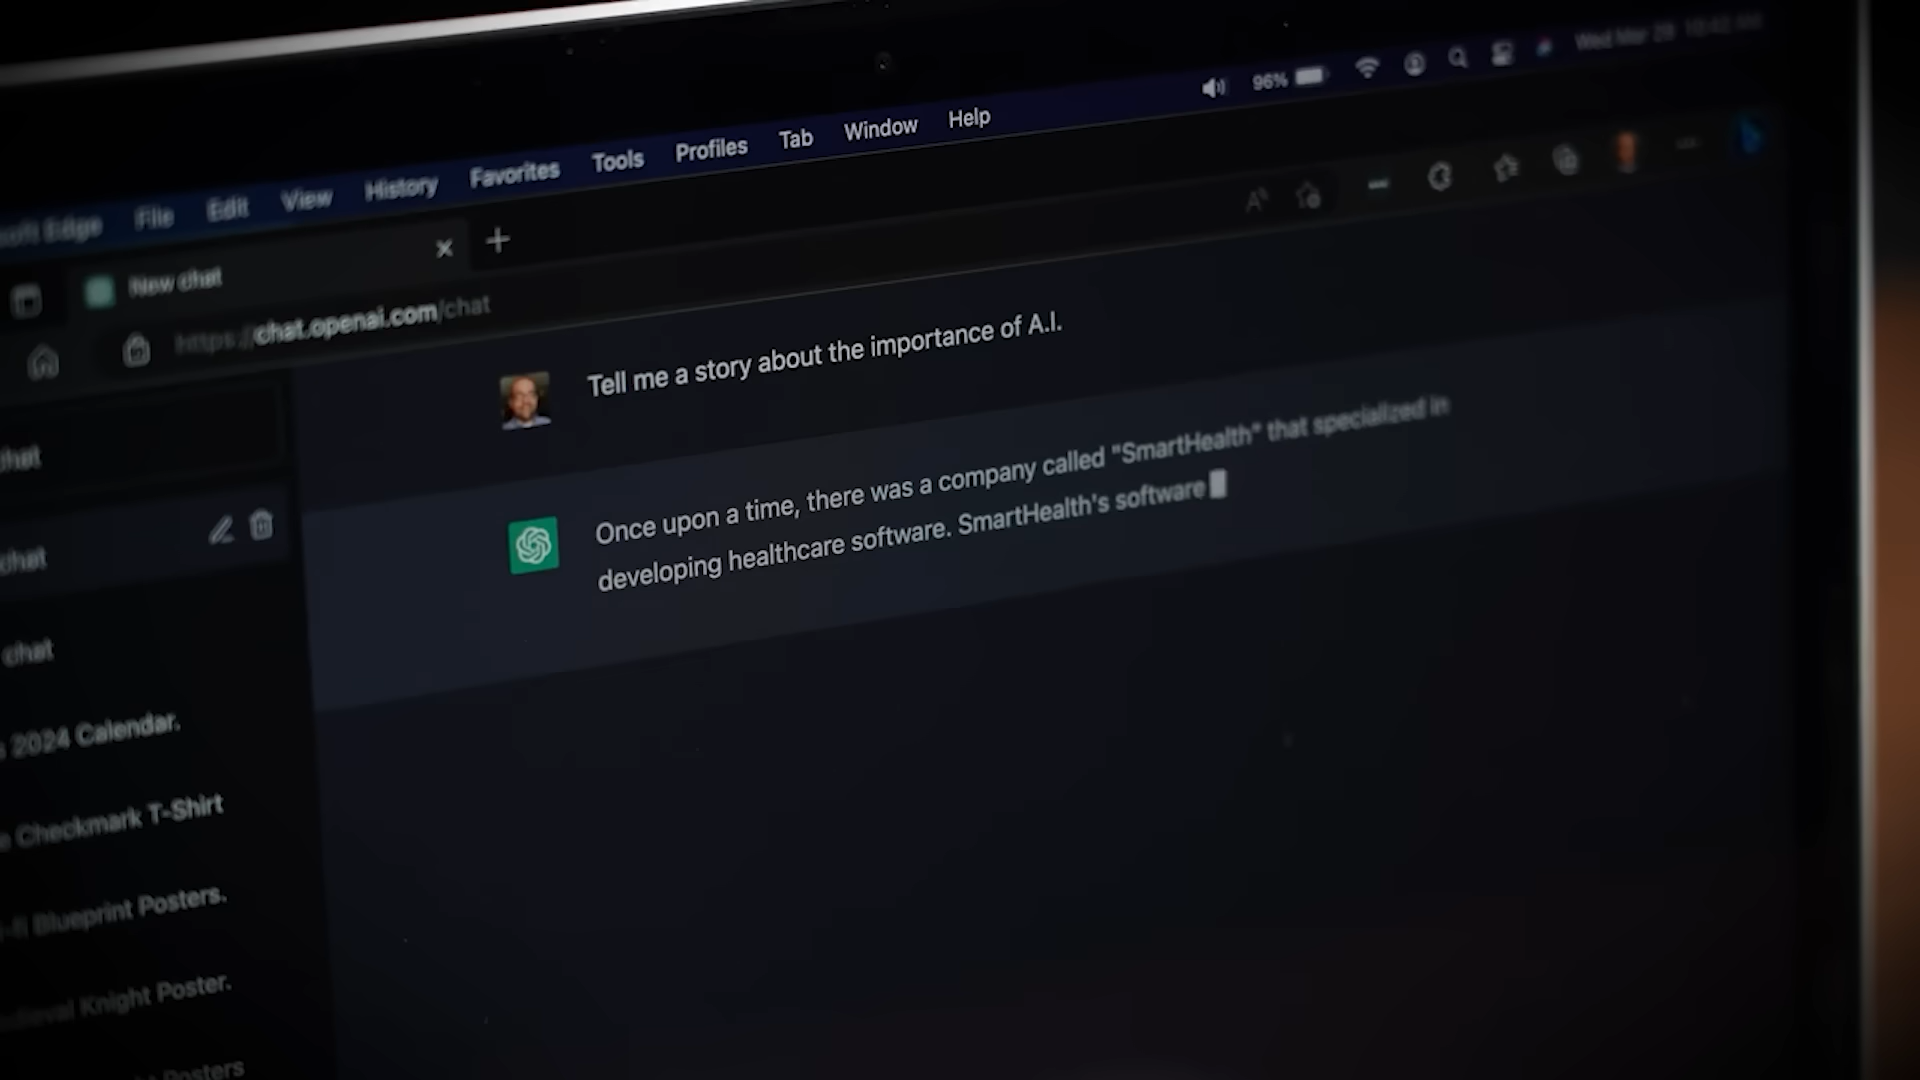 96%
Edge File Edit View History Favorites Tools Profiles Tab Window Help
New chat
https://chat.openai.com/chat
Tell me a story about the importance of A.I.
Once upon a time, there was a company called "SmartHealth" that specialized in
developing healthcare software. SmartHealth's software
chat
chat
chat
2024 Calendar.
Checkmark T-Shirt
Blueprint Posters.
Knight Poster.
Posters